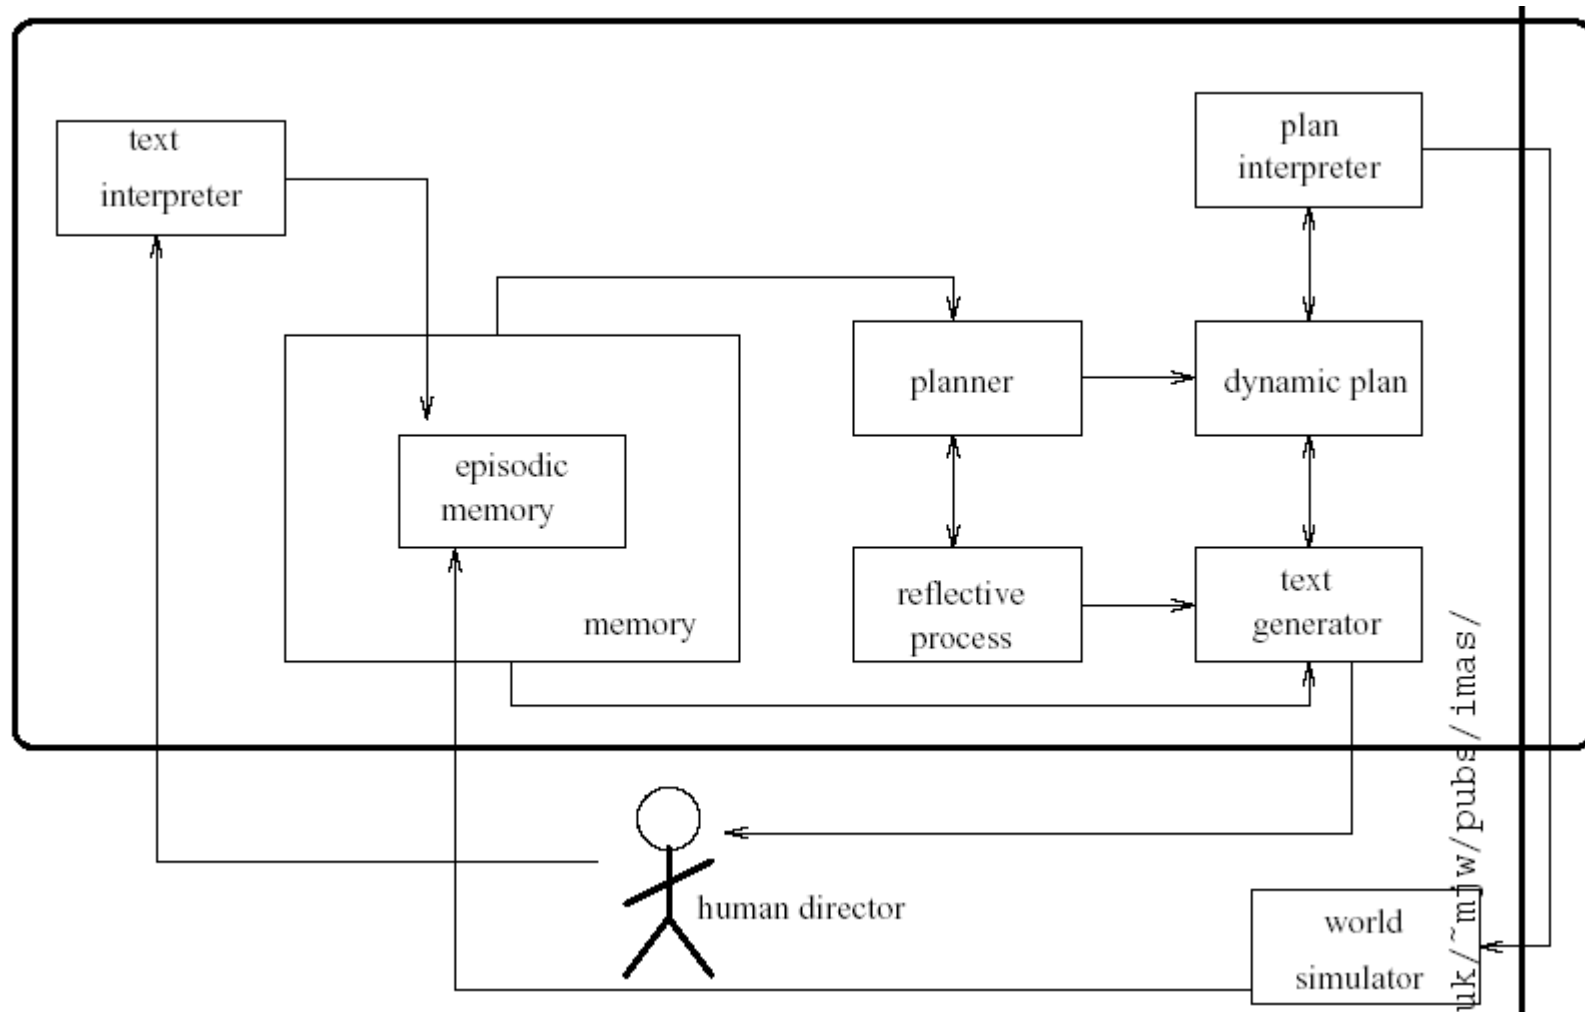 text
interpreter
plan
interpreter
planner
dynamic plan
episodic
memory
memory
reflective
process
text
generator
human director
world
simulator
uk/~mjw/pubs/imas/